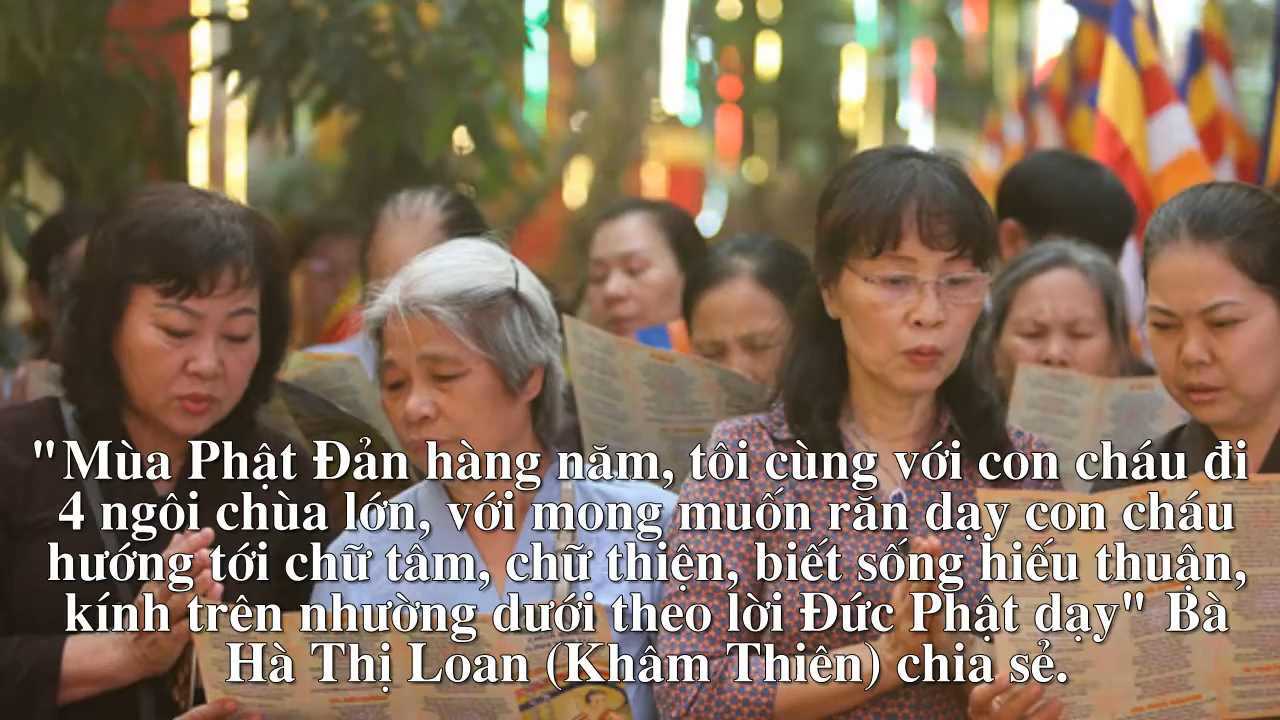 "Mùa Phật Đản hàng năm, tôi cùng với con cháu đi
4 ngôi chùa lớn, với mong muốn răn dạy con cháu
hướng tới chữ tâm, chữ thiện, biết sống hiếu thuận,
kính trên nhường dưới theo lời Đức Phật dạy" Bà
Hà Thị Loan (Khâm Thiên) chia sẻ.